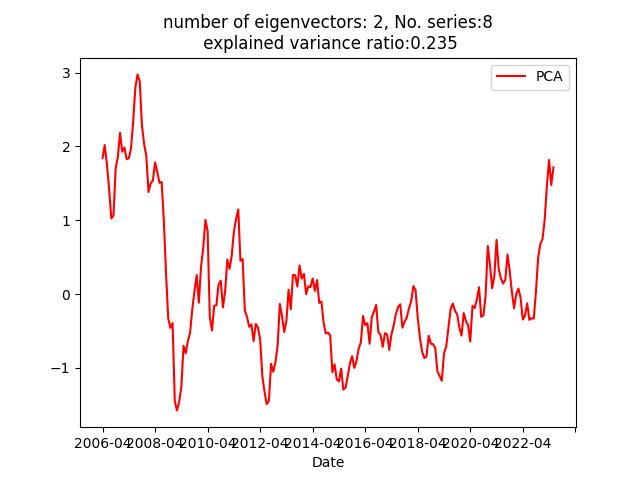 number of eigenvectors: 2, No. series:8
explained variance ratio:0.235
PCA
3
2
1
0
−1
2006-04 2008-04 2010-04 2012-04 2014-04 2016-04 2018-04 2020-04 2022-04
Date